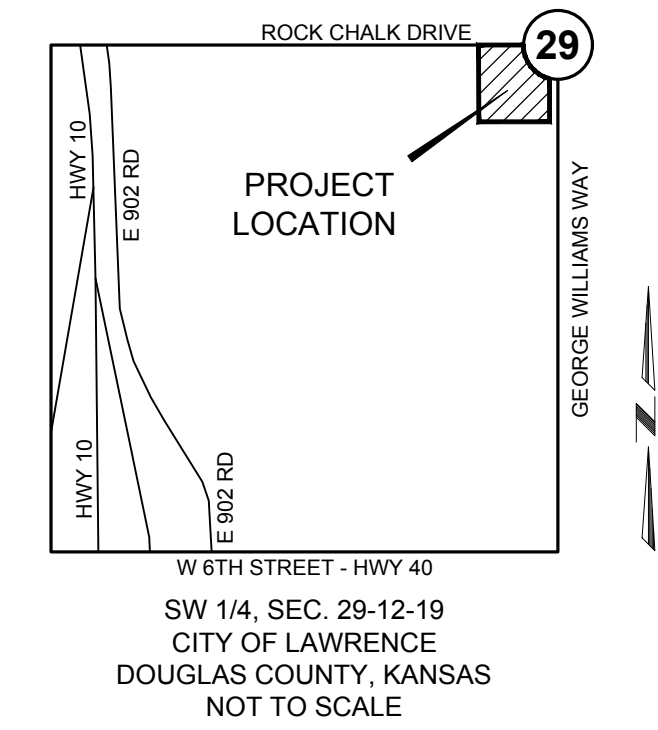 ROCK CHALK DRIVE
29
HWY 10
E 902 RD
PROJECT
LOCATION
GEORGE WILLIAMS WAY
N
HWY 10
E 902 RD
W 6TH STREET - HWY 40
SW 1/4, SEC. 29-12-19
CITY OF LAWRENCE
DOUGLAS COUNTY, KANSAS
NOT TO SCALE